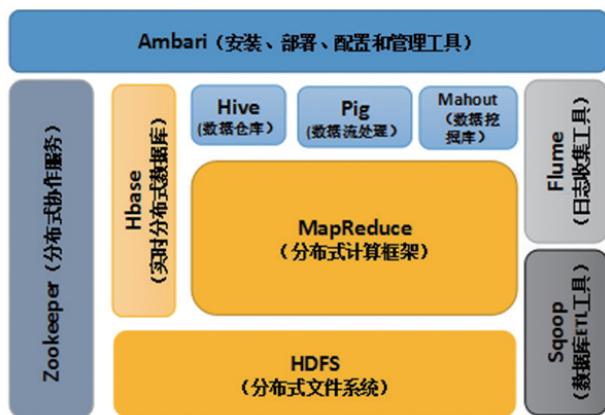 Ambari(安装、部署、配置和管理工具)
Zookeeper(分布式协作服务)
Hbase
(实时分布式数据库)
Hive
(数据仓库)
Pig
(数据流处理)
Mahout
(数据挖
掘库)
Flume
(日志收集工具)
MapReduce
(分布式计算框架)
Sqoop
(数据库ETL工具)
HDFS
(分布式文件系统)